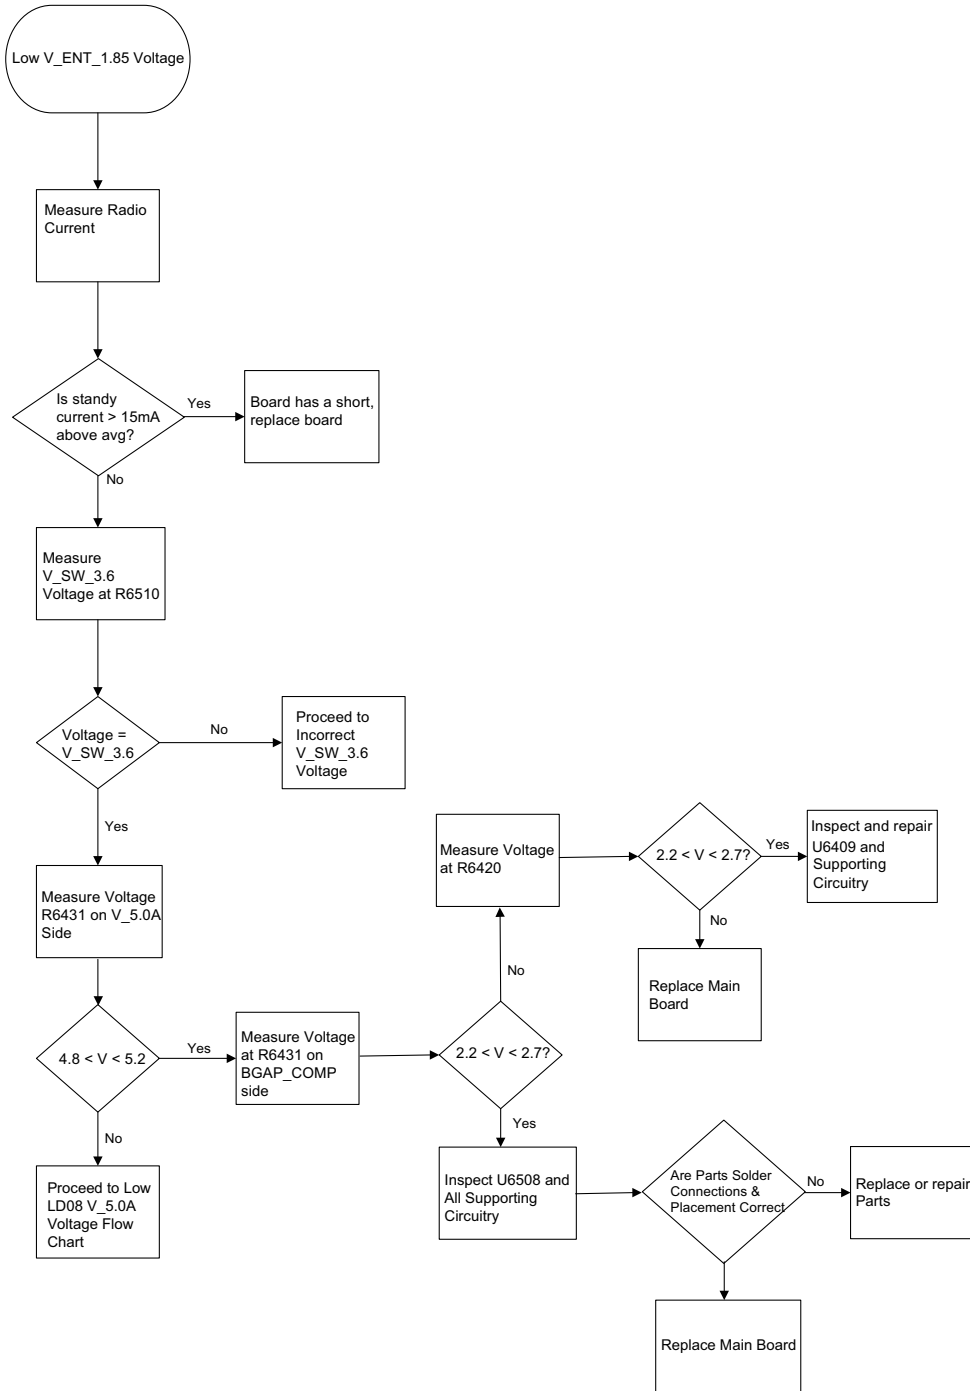 Low V_ENT_1.85 Voltage
Measure Radio
Current
Is standy
current > 15mA
above avg?
Yes
Board has a short,
replace board
No
Measure
V_SW_3.6
Voltage at R6510
Voltage =
V_SW_3.6
No
Proceed to
Incorrect
V_SW_3.6
Voltage
Yes
Measure Voltage
R6431 on V_5.0A
Side
4.8 < V < 5.2
Yes
Measure Voltage
at R6431 on
BGAP_COMP
side
No
Proceed to Low
LD08 V_5.0A
Voltage Flow
Chart
2.2 < V < 2.7?
No
Measure Voltage
at R6420
2.2 < V < 2.7?
Yes
Inspect and repair
U6409 and
Supporting
Circuitry
No
Replace Main
Board
Yes
Inspect U6508 and
All Supporting
Circuitry
Are Parts Solder
Connections &
Placement Correct
No
Replace or repair
Parts
Replace Main Board